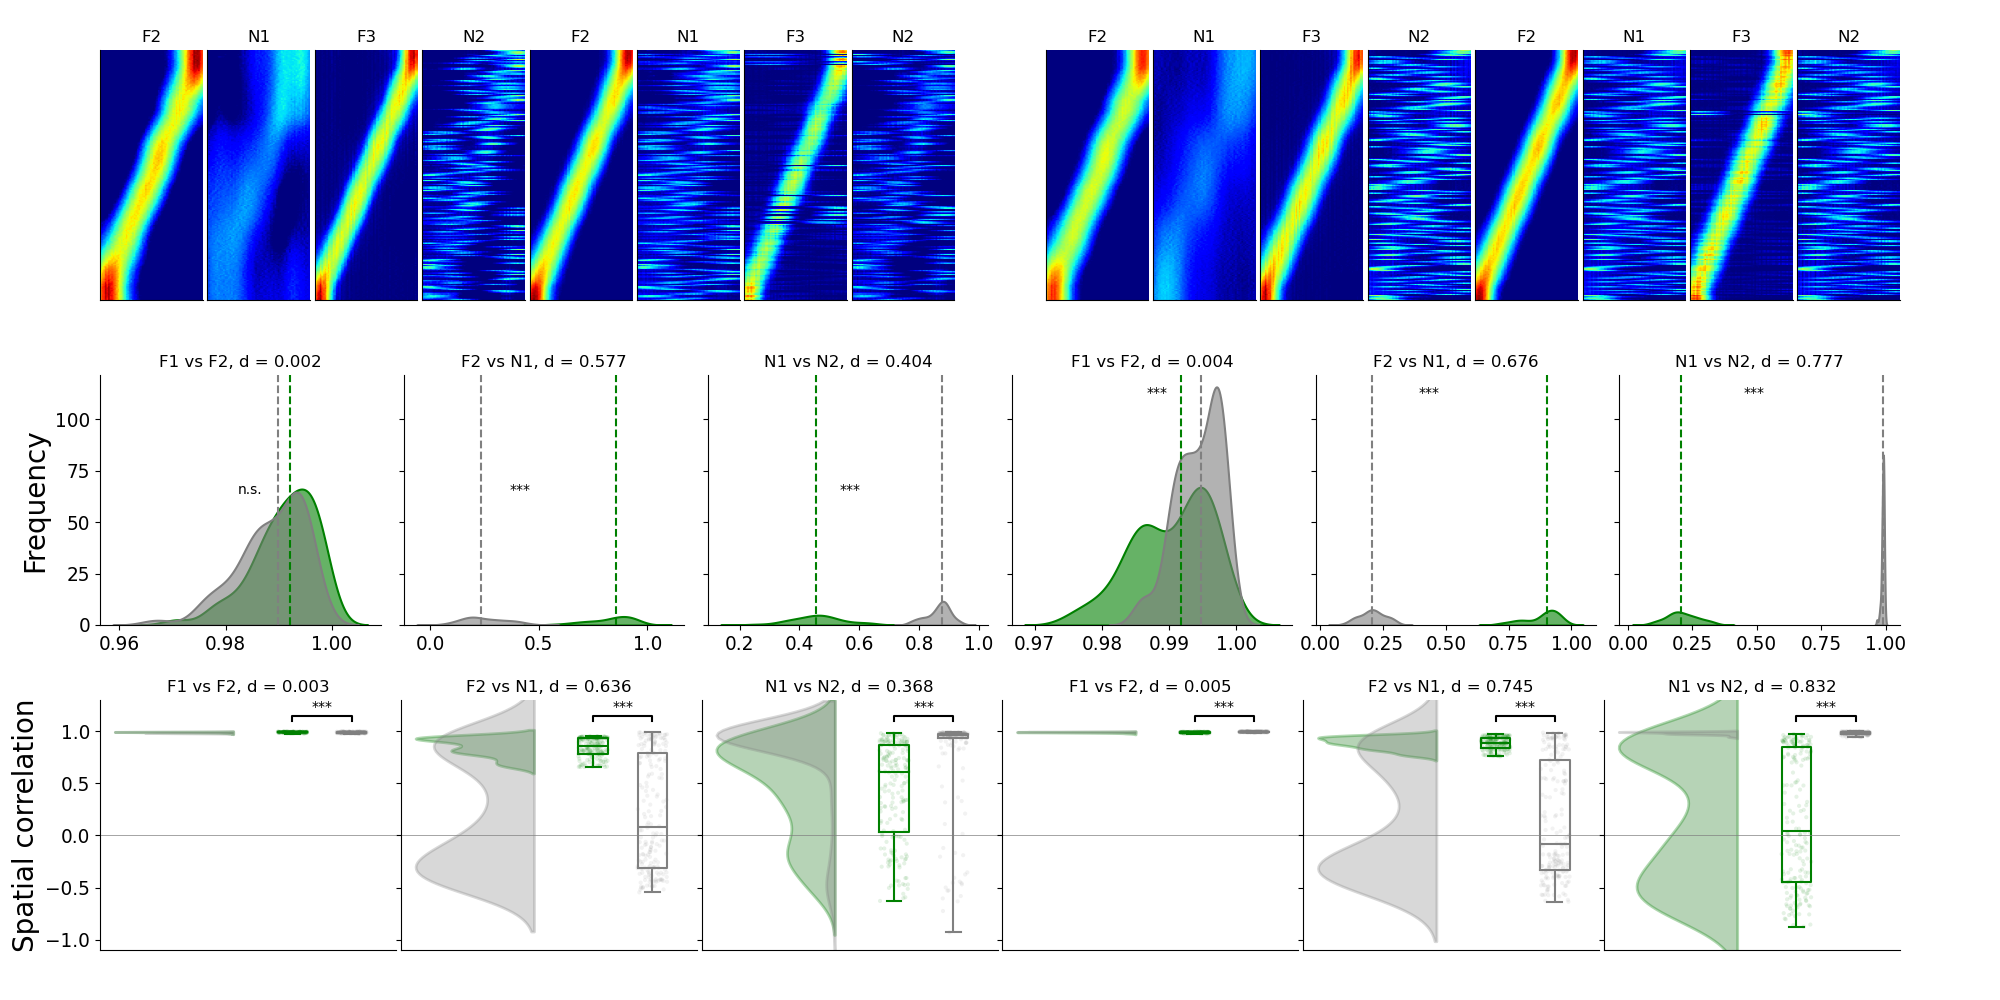 F2 N1 F3 N2 F2 N1 F3 N2 F2 N1 F3 N2 F2 N1 F3 N2
F1 vs F2, d = 0.002
F2 vs N1, d = 0.577
N1 vs N2, d = 0.404
F1 vs F2, d = 0.004
F2 vs N1, d = 0.676
N1 vs N2, d = 0.777
Frequency
100
75
50
25
0
n.s.
***
***
***
***
***
0.96 0.98 1.00
0.0 0.5 1.0
0.2 0.4 0.6 0.8 1.0
0.97 0.98 0.99 1.00
0.00 0.25 0.50 0.75 1.00
0.00 0.25 0.50 0.75 1.00
F1 vs F2, d = 0.003
F2 vs N1, d = 0.636
N1 vs N2, d = 0.368
F1 vs F2, d = 0.005
F2 vs N1, d = 0.745
N1 vs N2, d = 0.832
***
***
***
***
***
***
Spatial correlation
1.0
0.5
0.0
−0.5
−1.0